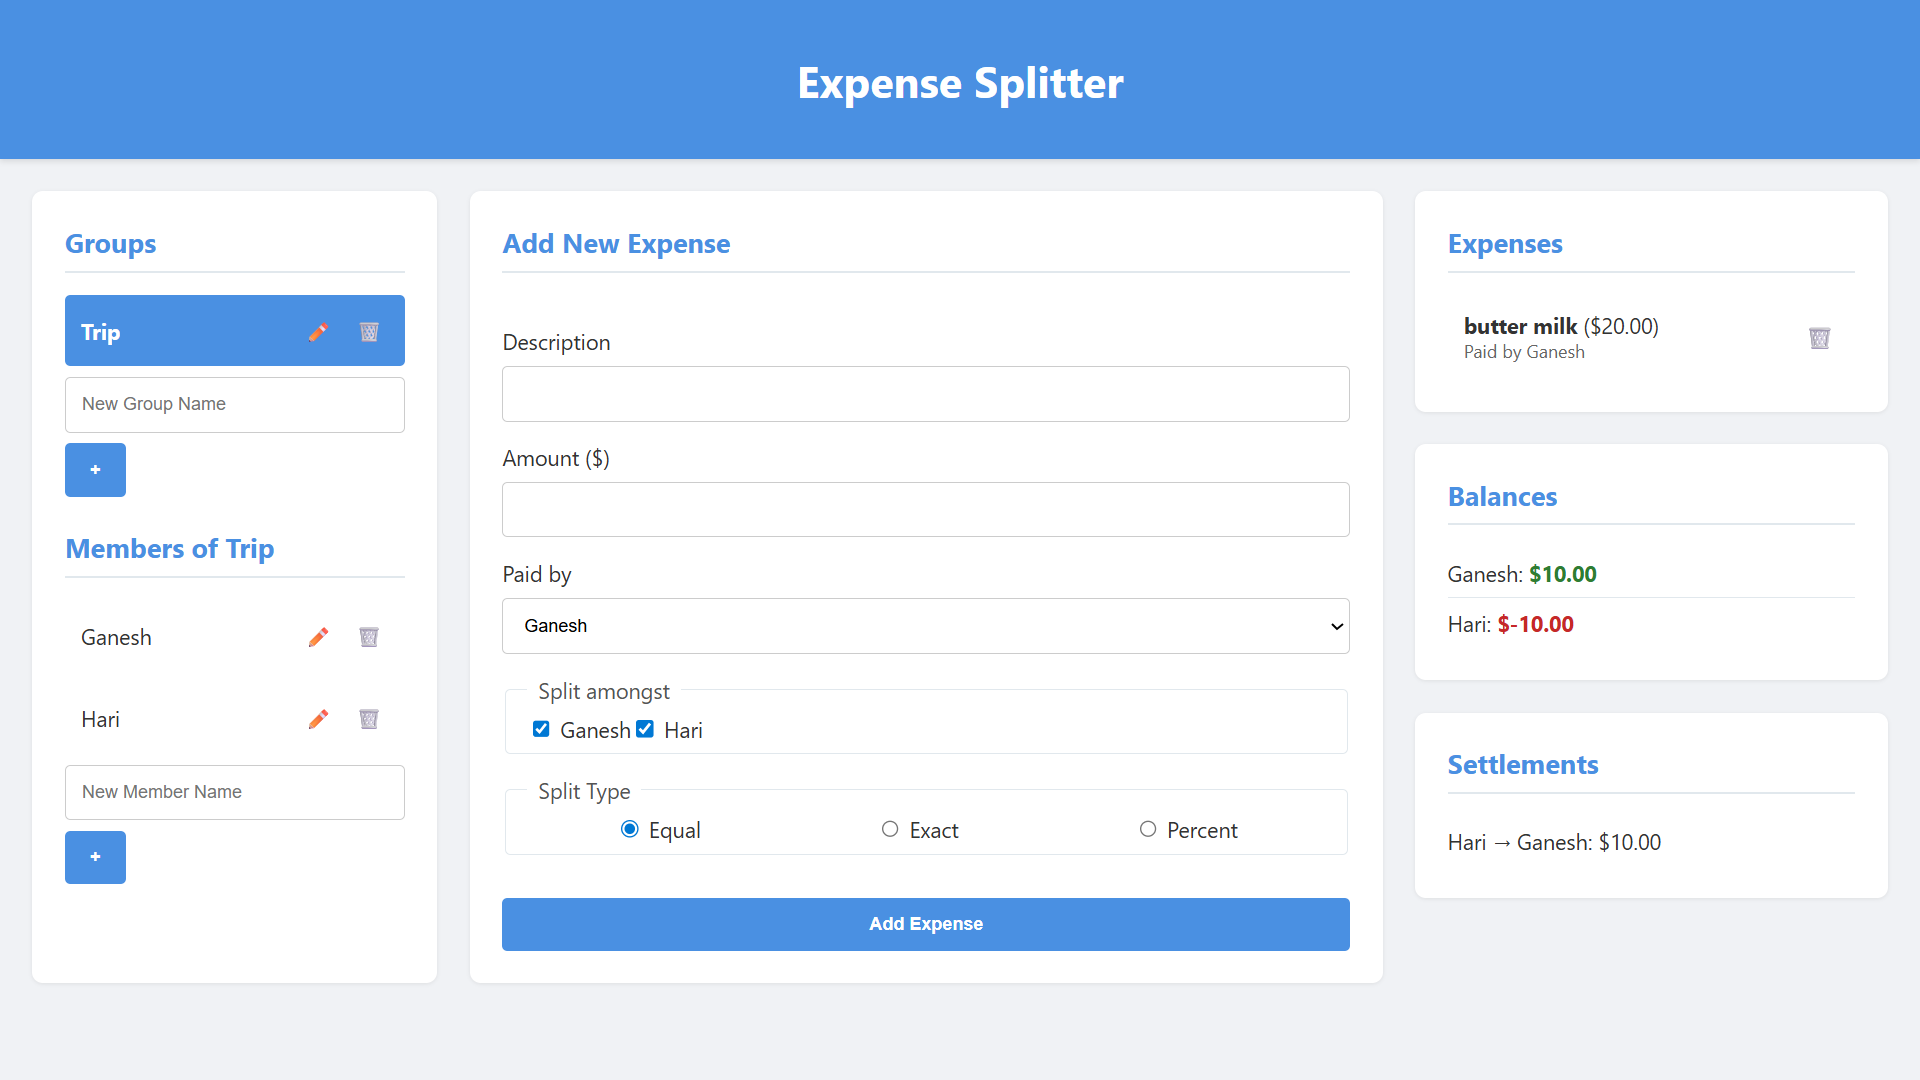 Expense Splitter
Groups
Trip
New Group Name
+
Members of Trip
Ganesh
Hari
New Member Name
+
Add New Expense
Description
Amount ($)
Paid by
Ganesh
Split amongst
Ganesh Hari
Split Type
Equal Exact Percent
Add Expense
Expenses
butter milk ($20.00)
Paid by Ganesh
Balances
Ganesh: $10.00
Hari: $-10.00
Settlements
Hari → Ganesh: $10.00